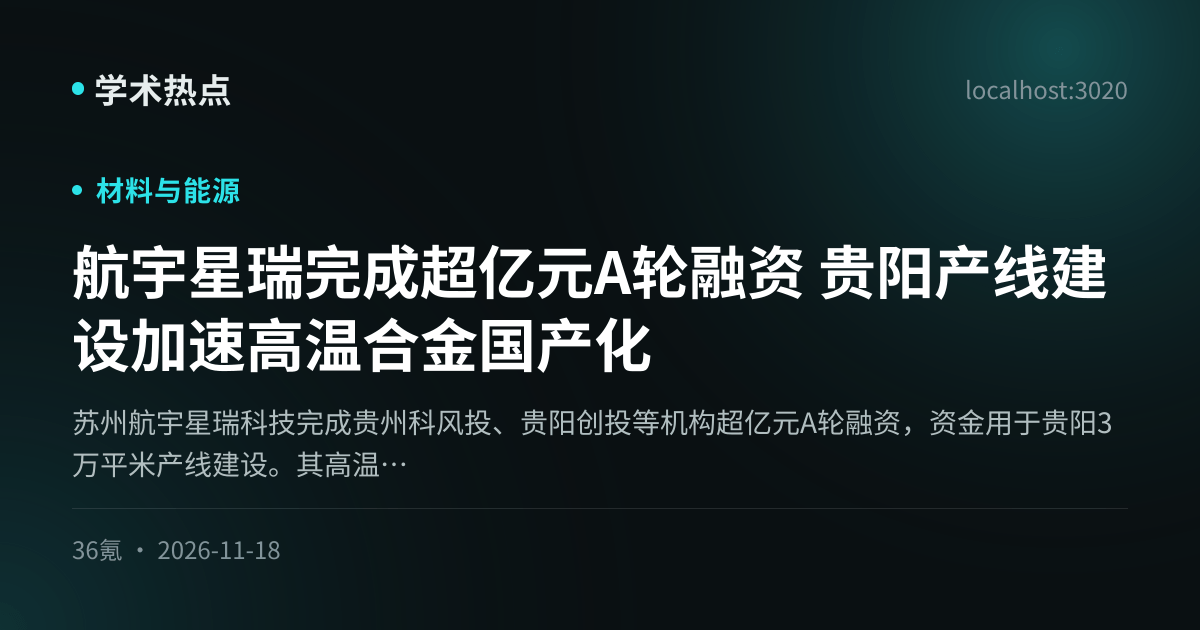 学术热点
localhost:3020
材料与能源
航宇星瑞完成超亿元A轮融资 贵阳产线建
设加速高温合金国产化
苏州航宇星瑞科技完成贵州科风投、贵阳创投等机构超亿元A轮融资，资金用于贵阳3
万平米产线建设。其高温…
36氪 · 2026-11-18